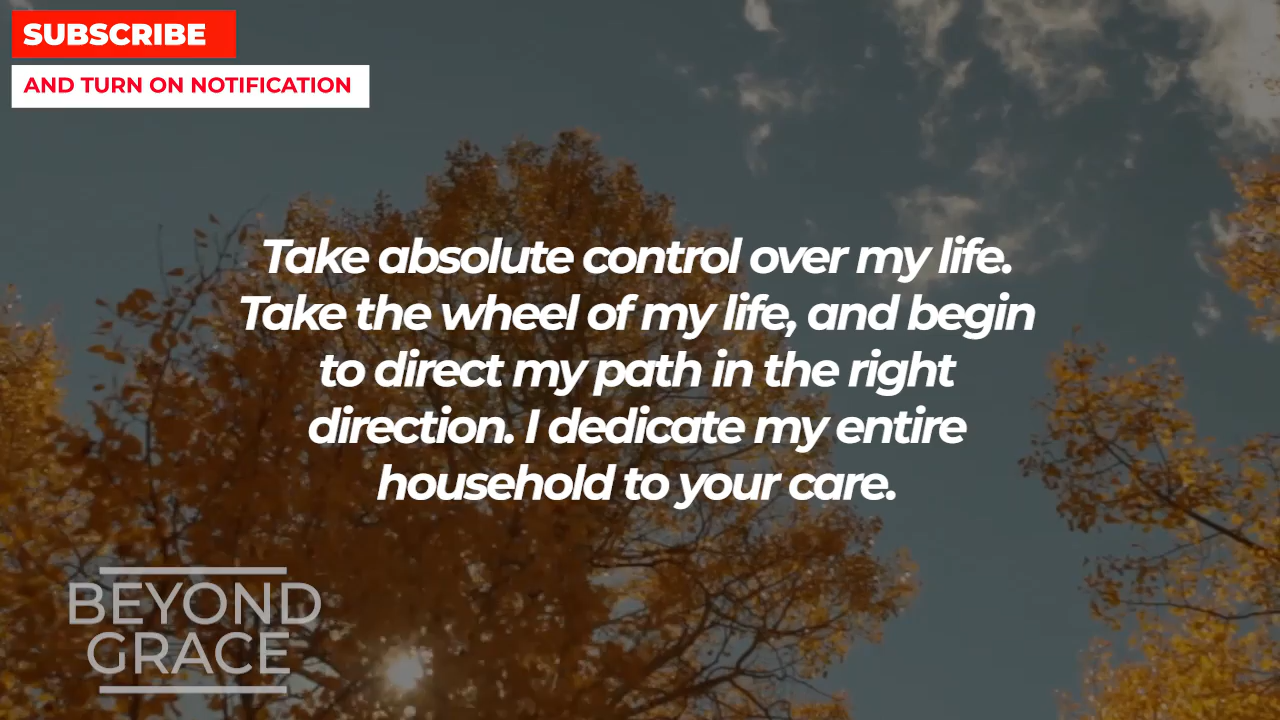 SUBSCRIBE
AND TURN ON NOTIFICATION
Take absolute control over my life.
Take the wheel of my life, and begin
to direct my path in the right
direction. I dedicate my entire
household to your care.
BEYOND
GRACE